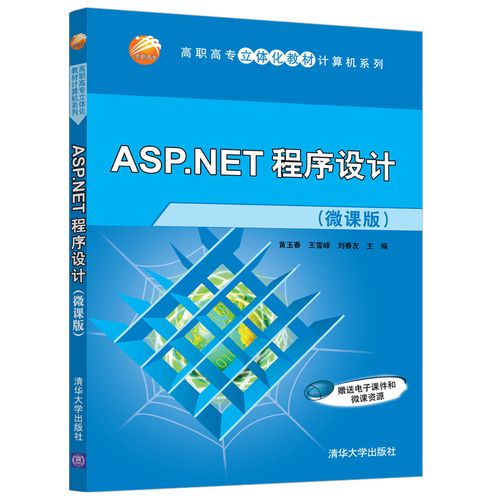 高职高专立体化教材计算机系列
ASP.NET 程序设计
(微课版)
黄玉春 王雪峰 刘春友 主 编
赠送电子课件和
微课资源
清华大学出版社
高职高专立体化
教材计算机系列
ASP.NET 程序设计
(微课版)
清华大学出版社